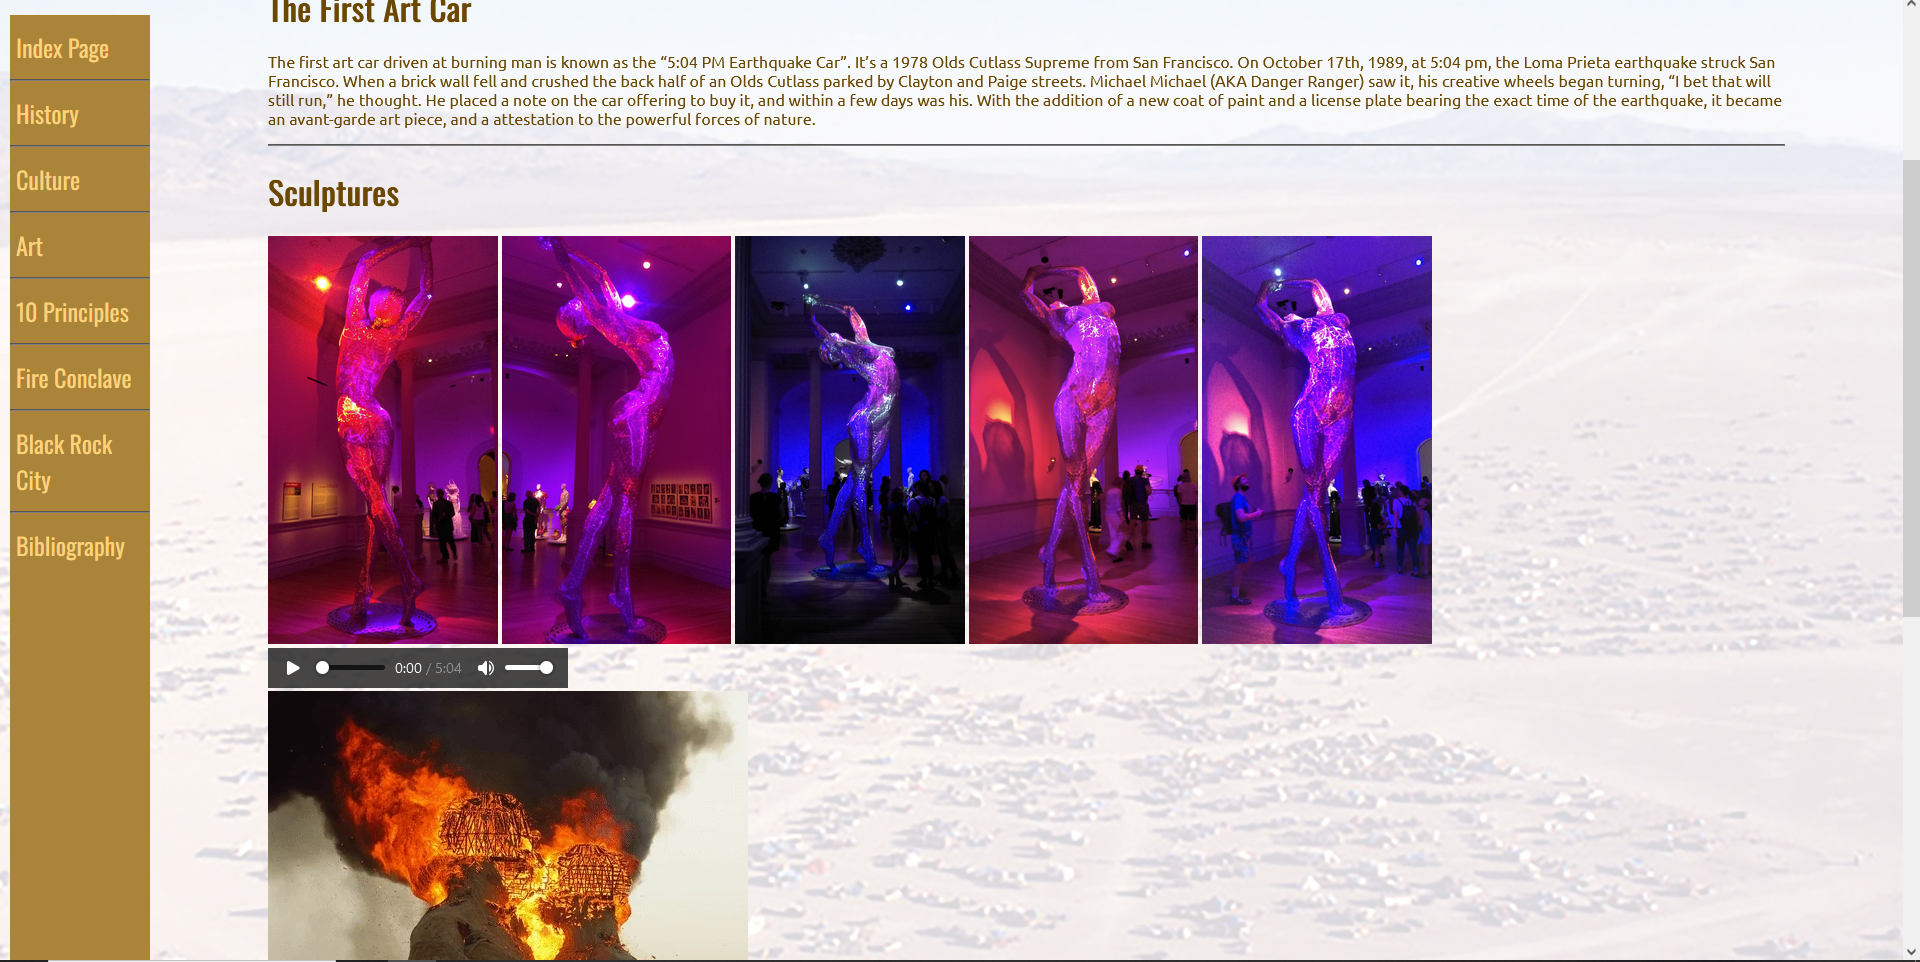 The First Art Car
Index Page
History
Culture
Art
10 Principles
Fire Conclave
Black Rock
City
Bibliography
The first art car driven at burning man is known as the “5:04 PM Earthquake Car”. It’s a 1978 Olds Cutlass Supreme from San Francisco. On October 17th, 1989, at 5:04 pm, the Loma Prieta earthquake struck San
Francisco. When a brick wall fell and crushed the back half of an Olds Cutlass parked by Clayton and Paige streets. Michael Michael (AKA Danger Ranger) saw it, his creative wheels began turning, “I bet that will
still run,” he thought. He placed a note on the car offering to buy it, and within a few days was his. With the addition of a new coat of paint and a license plate bearing the exact time of the earthquake, it became
an avant-garde art piece, and a attestation to the powerful forces of nature.
Sculptures
0:00 / 5:04